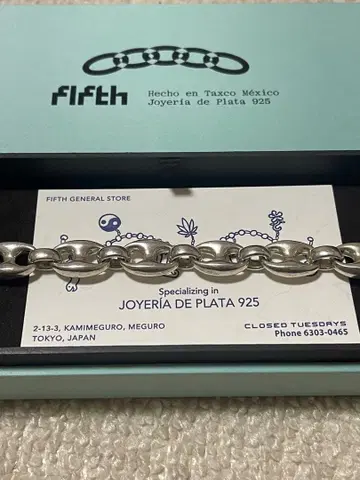 fifth
Hecho en Taxco México
Joyería de Plata 925
FIFTH GENERAL STORE
Specializing in
JOYERÍA DE PLATA 925
2-13-3, KAMIMEGURO, MEGURO
TOKYO, JAPAN
CLOSED TUESDAYS
Phone 6303-0465